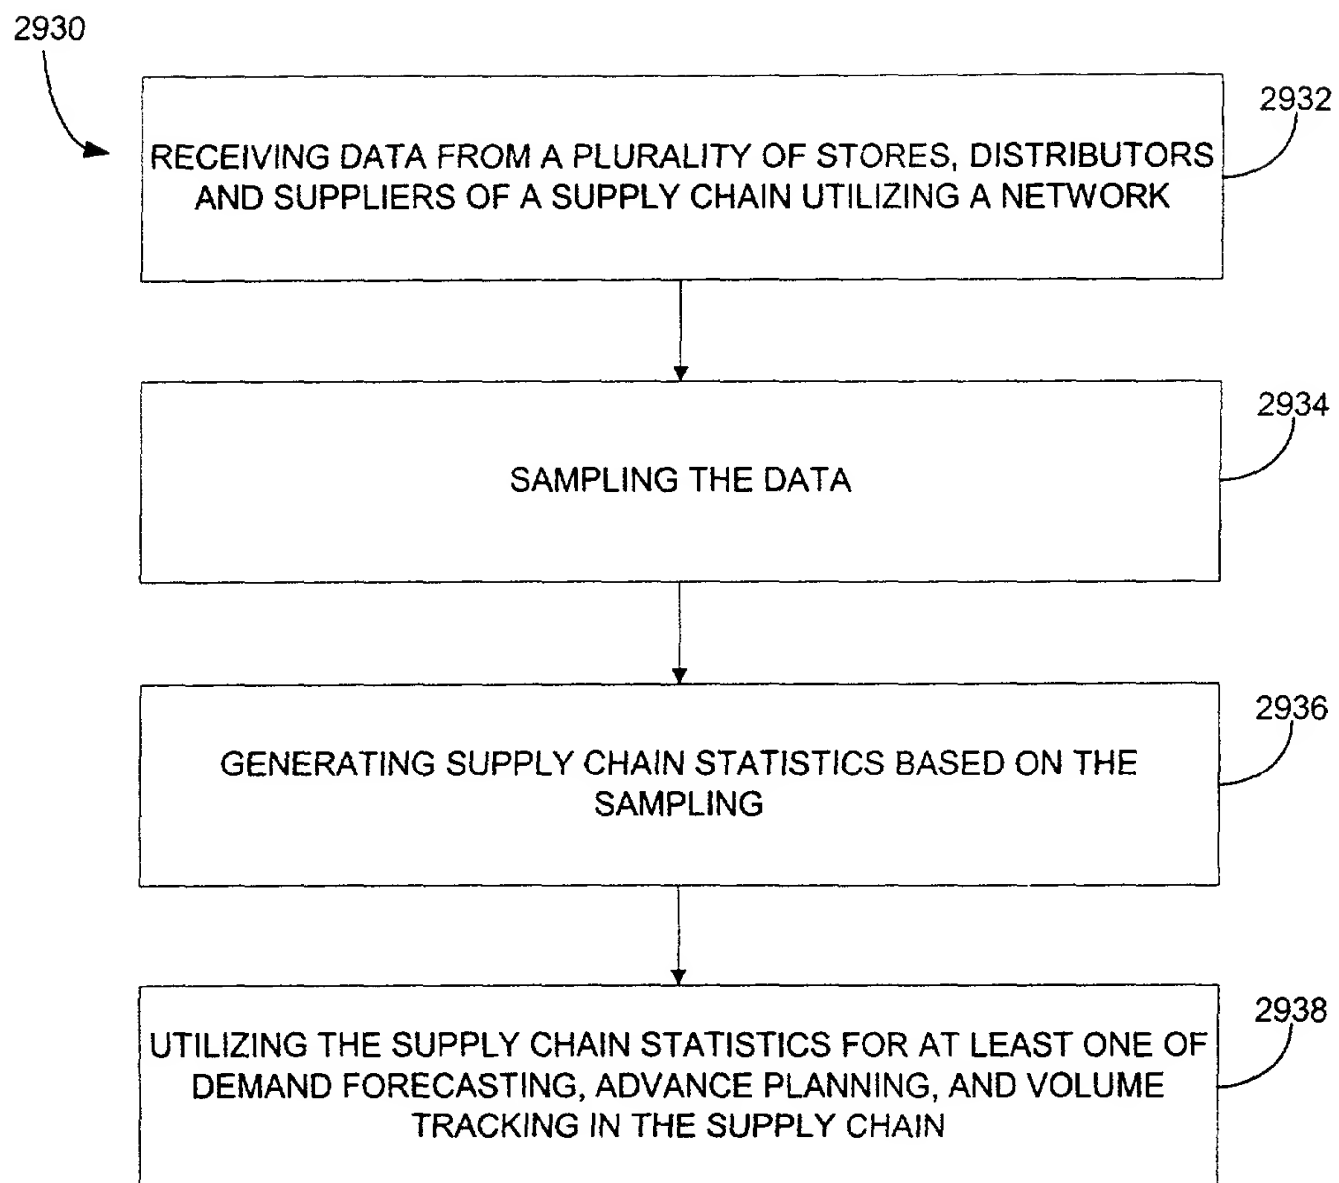 2930
2932
RECEIVING DATA FROM A PLURALITY OF STORES, DISTRIBUTORS
AND SUPPLIERS OF A SUPPLY CHAIN UTILIZING A NETWORK
2934
SAMPLING THE DATA
2936
GENERATING SUPPLY CHAIN STATISTICS BASED ON THE
SAMPLING
2938
UTILIZING THE SUPPLY CHAIN STATISTICS FOR AT LEAST ONE OF
DEMAND FORECASTING, ADVANCE PLANNING, AND VOLUME
TRACKING IN THE SUPPLY CHAIN